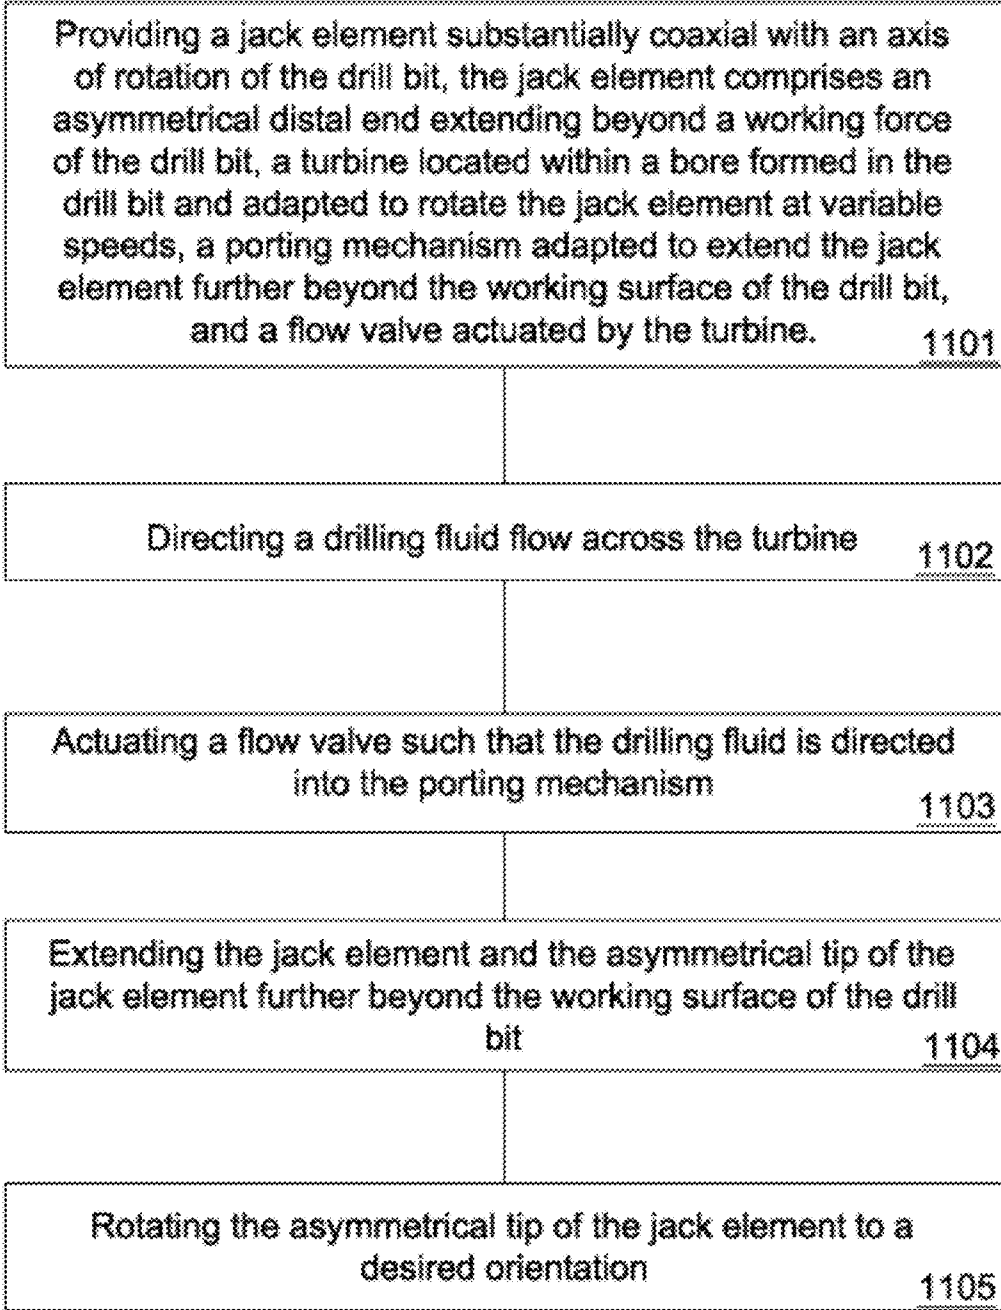 Providing a jack element substantially coaxial with an axis
of rotation of the drill bit, the jack element comprises an
asymmetrical distal end extending beyond a working force
of the drill bit, a turbine located within a bore formed in the
drill bit and adapted to rotate the jack element at variable
speeds, a porting mechanism adapted to extend the jack
element further beyond the working surface of the drill bit,
and a flow valve actuated by the turbine.
1101
Directing a drilling fluid flow across the turbine
1102
Actuating a flow valve such that the drilling fluid is directed
into the porting mechanism
1103
Extending the jack element and the asymmetrical tip of the
jack element further beyond the working surface of the drill
bit
1104
Rotating the asymmetrical tip of the jack element to a
desired orientation
1105